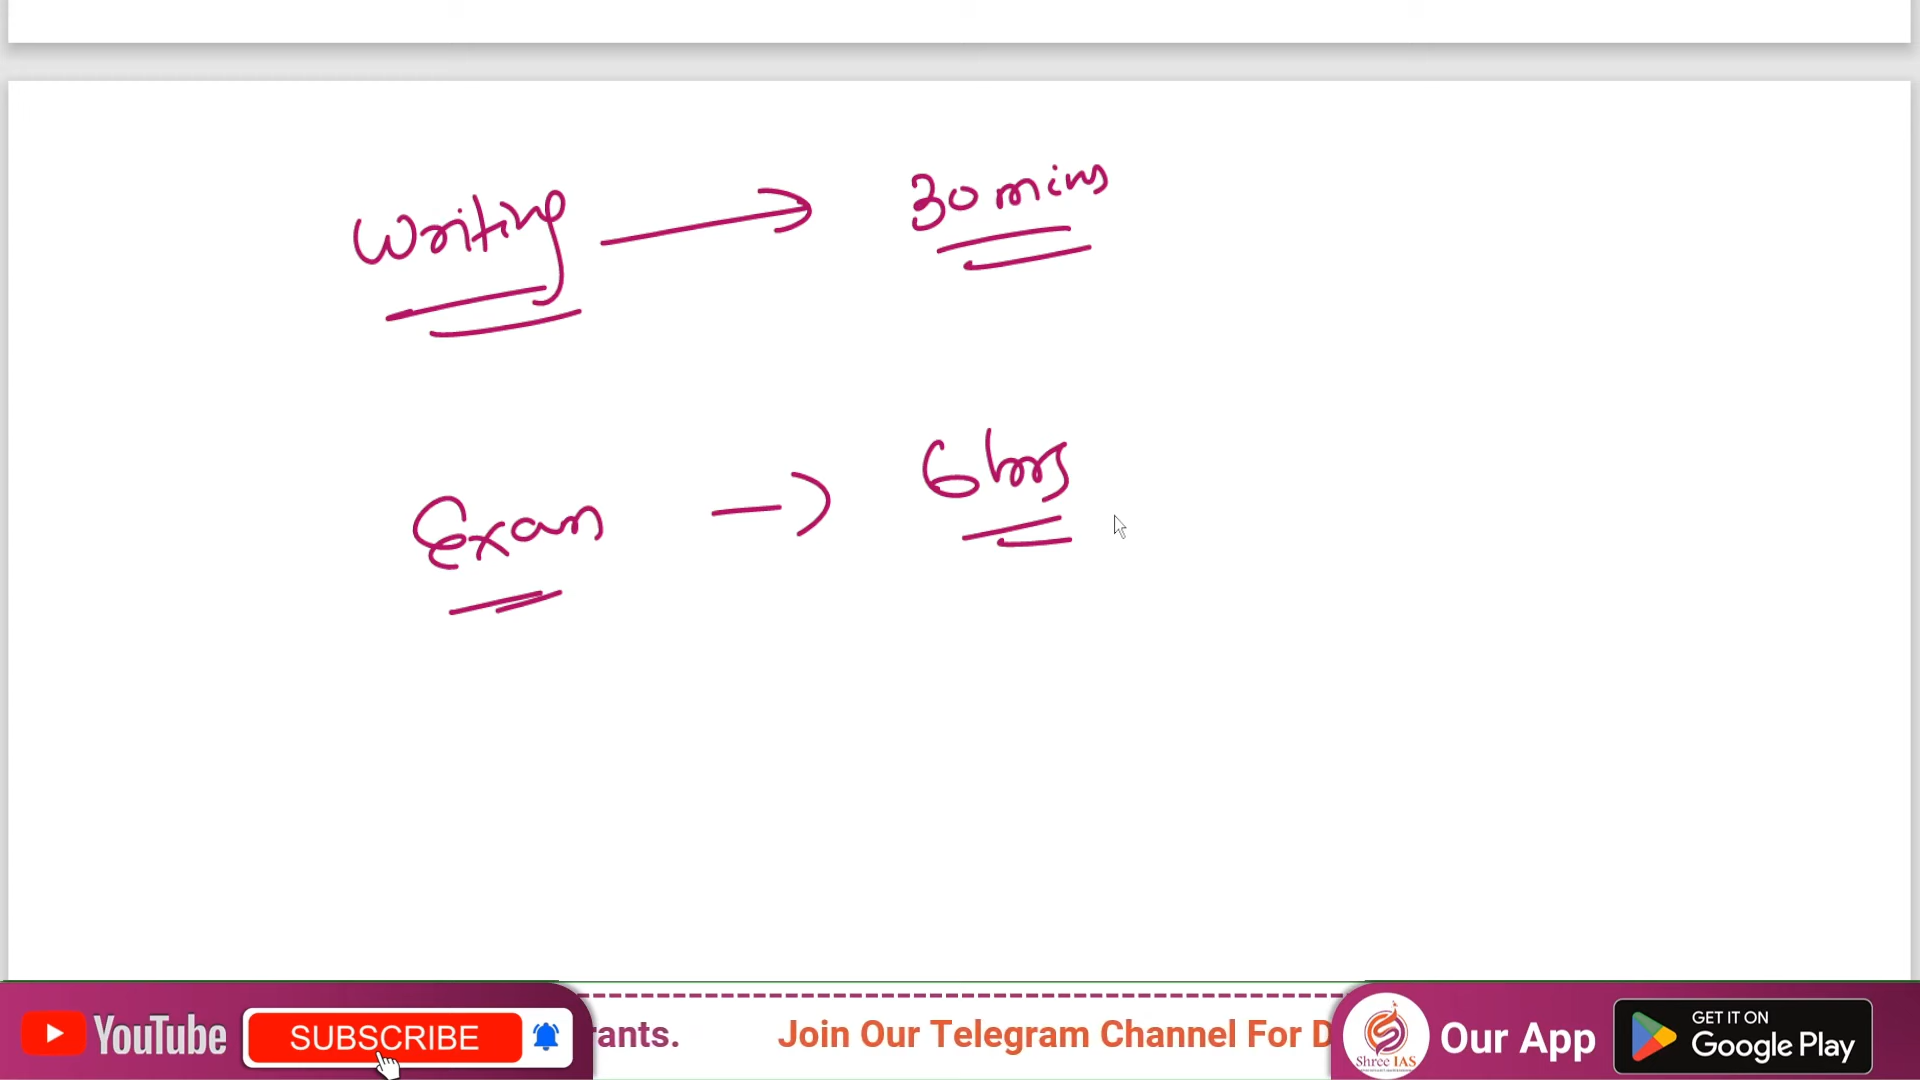 Writing → 30 mins
Exam → 6 hrs
YouTube
SUBSCRIBE
rants. Join Our Telegram Channel For D
Shree IAS
Our App
GET IT ON
Google Play